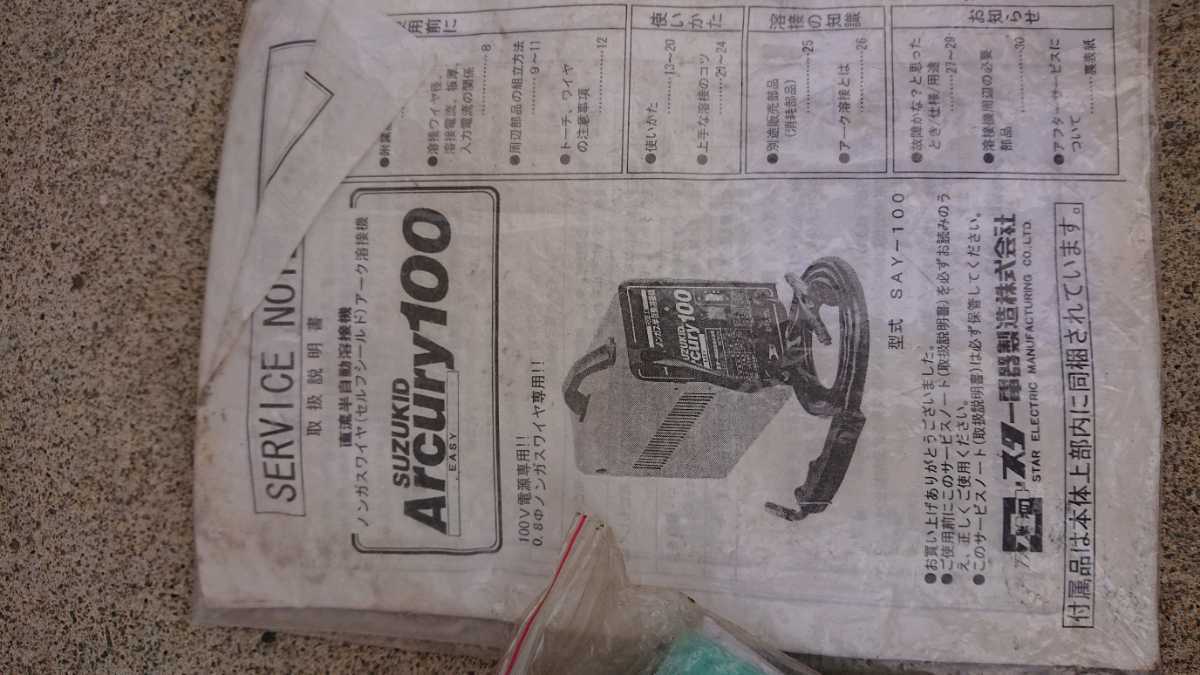 SERVICE NOTE
取扱説明書
直流半自動溶接機
ノンガスワイヤ(セルフシールド)アーク溶接機
SUZUKID
Arcury100
EASY
100V電源専用!!
0.8Φノンガスワイヤ専用!!
UZUKID
rcury100
型式 SAY-100
●お買い上げありがとうございました。
●ご使用前にこのサービスノート(取扱説明書)を必ずお読みのう
え、正しくご使用ください。
●このサービスノート(取扱説明書)は必ず保管してください。
スター電器製造株式会社
STAR ELECTRIC MANUFACTURING CO.,LTD.
付属品は本体上部内に同梱されています。
用前に
●附属
●溶接ワイヤ径、
溶接電流、板厚、
入力電流の関係
…………8
●周辺部品の組立方法
…………9~11
●トーチ、ワイヤ
の注意事項
…………12
使いかた
●使いかた …………13~20
●上手な溶接のコツ
…………21~24
溶接の知識
●別途販売部品
(消耗部品) …………25
●アーク溶接とは
…………26
お知らせ
●故障かな?と思った
とき/仕様/用途
…………27~29
●溶接機周辺の必要
部品 …………30
●アフターサービスに
ついて …………裏表紙